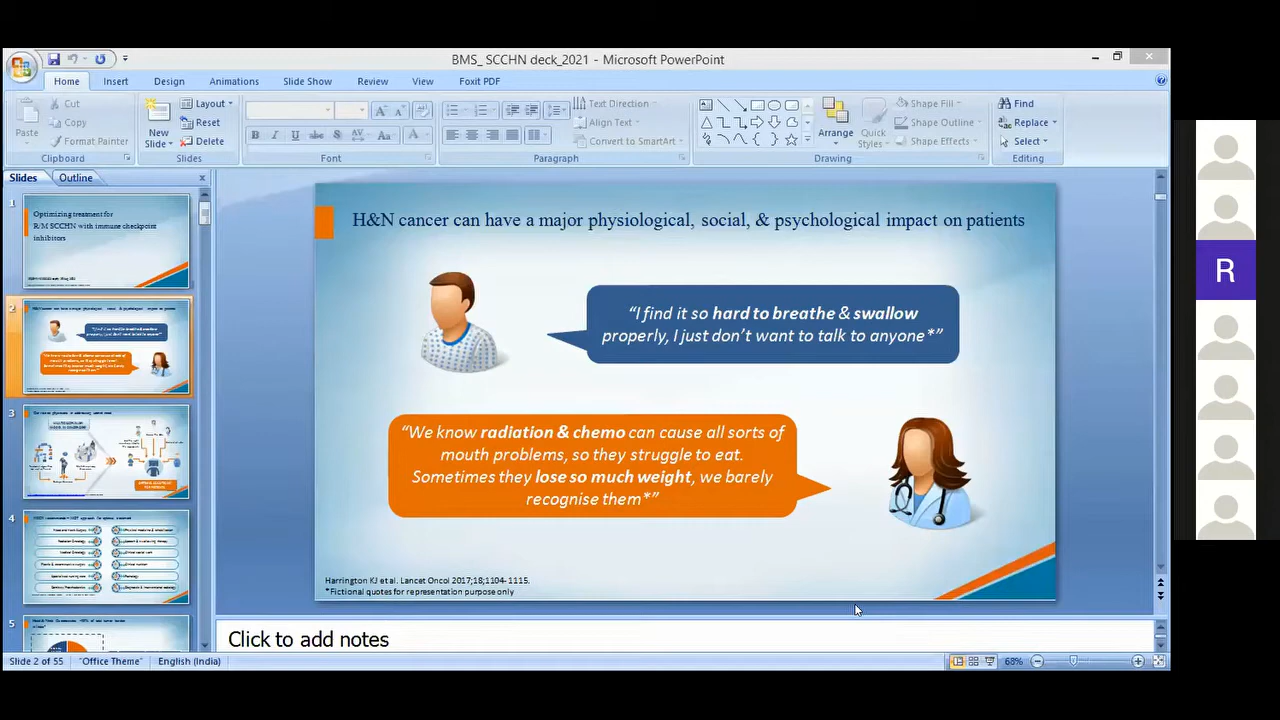 BMS_ SCCHN deck_2021 - Microsoft PowerPoint
Home Insert Design Animations Slide Show Review View Foxit PDF
Paste
Cut
Copy
Format Painter
Clipboard
New
Slide
Layout
Reset
Delete
Slides
Font
Text Direction
Align Text
Convert to SmartArt
Paragraph
Arrange
Quick
Styles
Shape Fill
Shape Outline
Shape Effects
Drawing
Find
Replace
Select
Editing
Slides Outline
1
Optimizing treatment for
R/M SCCHN with immune checkpoint
inhibitors
2
3
4
5
H&N cancer can have a major physiological, social, & psychological impact on patients
“I find it so hard to breathe & swallow
properly, I just don’t want to talk to anyone*”
“We know radiation & chemo can cause all sorts of
mouth problems, so they struggle to eat.
Sometimes they lose so much weight, we barely
recognise them*”
Harrington KJ et al. Lancet Oncol 2017;18;1104-1115.
*Fictional quotes for representation purpose only
R
Click to add notes
Slide 2 of 55 "Office Theme" English (India) 68%